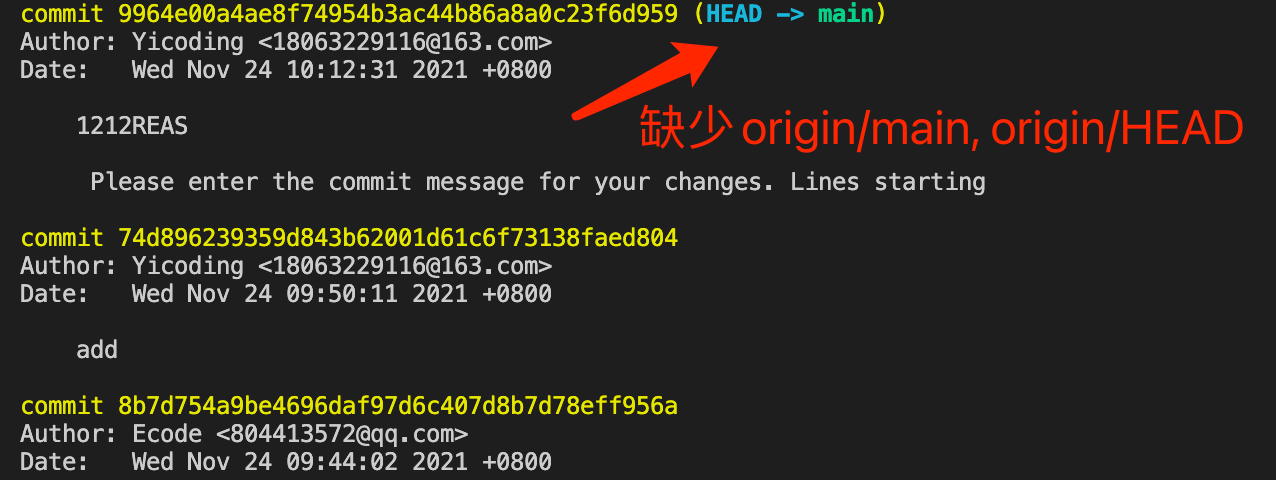 commit 9964e00a4ae8f74954b3ac44b86a8a0c23f6d959 (HEAD -> main)
Author: Yicoding <18063229116@163.com>
Date:   Wed Nov 24 10:12:31 2021 +0800
缺少 origin/main, origin/HEAD
1212REAS
Please enter the commit message for your changes. Lines starting
commit 74d896239359d843b62001d61c6f73138faed804
Author: Yicoding <18063229116@163.com>
Date:   Wed Nov 24 09:50:11 2021 +0800
add
commit 8b7d754a9be4696daf97d6c407d8b7d78eff956a
Author: Ecode <804413572@qq.com>
Date:   Wed Nov 24 09:44:02 2021 +0800